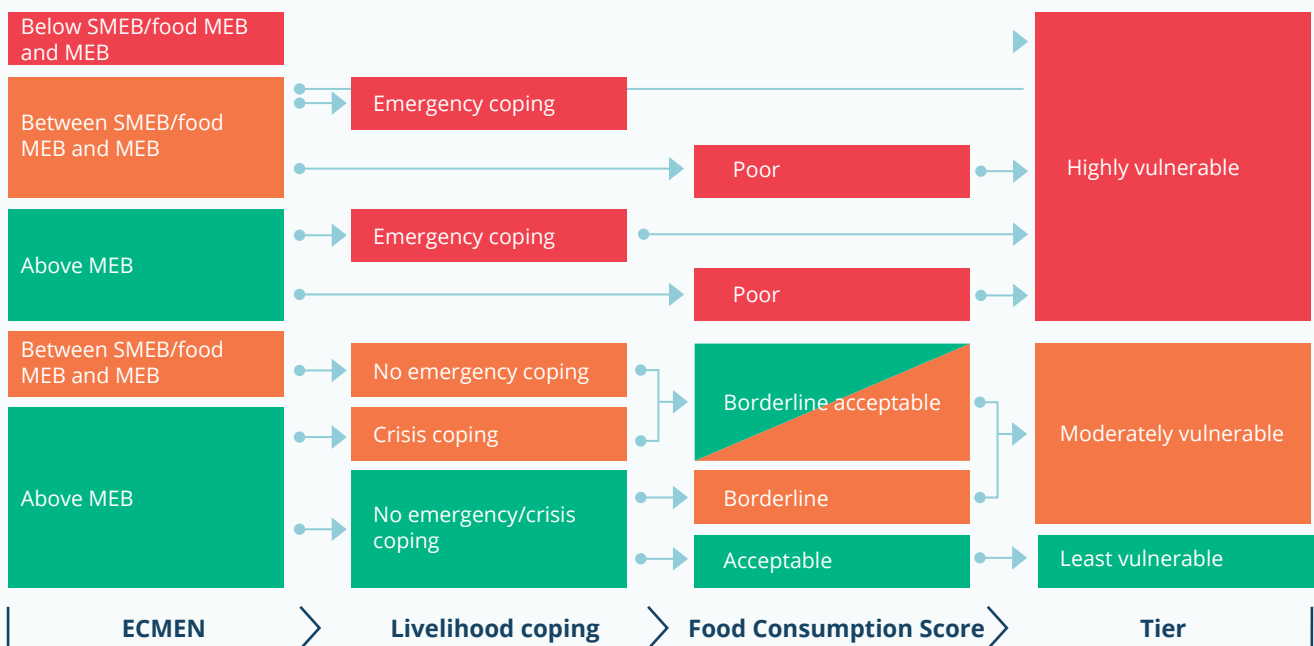 Below SMEB/food MEB
and MEB
Between SMEB/food
MEB and MEB
Emergency coping
Poor
Highly vulnerable
Above MEB
Emergency coping
Poor
Between SMEB/food
MEB and MEB
No emergency coping
Borderline acceptable
Moderately vulnerable
Crisis coping
Above MEB
No emergency/crisis
coping
Borderline
Acceptable
Least vulnerable
ECMEN
Livelihood coping
Food Consumption Score
Tier